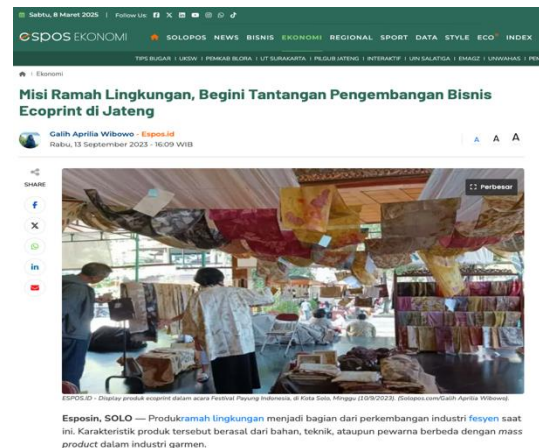 Sabtu, 8 Maret 2025 | Follow Us
espos EKONOMI SOLOPOS NEWS BISNIS EKONOMI REGIONAL SPORT DATA STYLE ECO INDEX
TIPS BUGAR | UKSW | PEMKAB BLORA | UT SURAKARTA | PILGUB JATENG | INTERAKTIF | UIN SALATIGA | EMAGZ | UNWAHAS |
Ekonomi
Misi Ramah Lingkungan, Begini Tantangan Pengembangan Bisnis
Ecoprint di Jateng
Galih Aprilia Wibowo - Espos.id
Rabu, 13 September 2023 - 16:09 WIB
A A A
SHARE
Perbesar
ESPOS.ID - Display produk ecoprint dalam acara Festival Payung Indonesia, di Kota Solo, Minggu (10/9/2023). (Solopos.com/Galih Aprilia Wibowo).
Esposin, SOLO — Produkramah lingkungan menjadi bagian dari perkembangan industri fesyen saat
ini. Karakteristik produk tersebut berasal dari bahan, teknik, ataupun pewarna berbeda dengan mass
product dalam industri garmen.